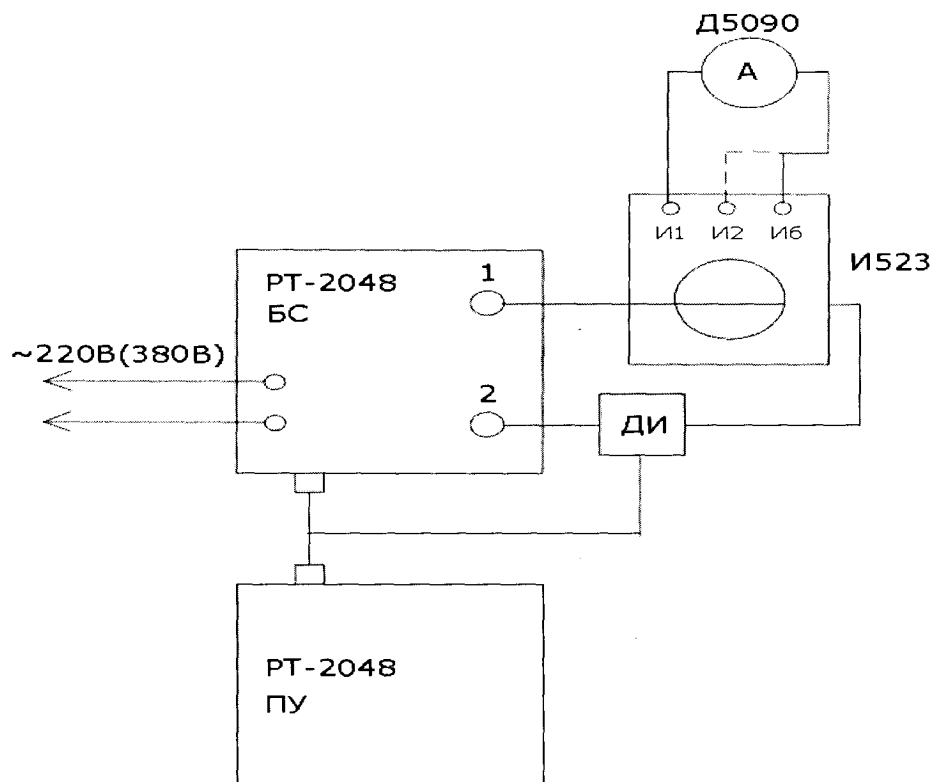 Д5090
А
И1 И2 И6
И523
РТ-2048
БС
1
~220В(380В)
2
ДИ
РТ-2048
ПУ